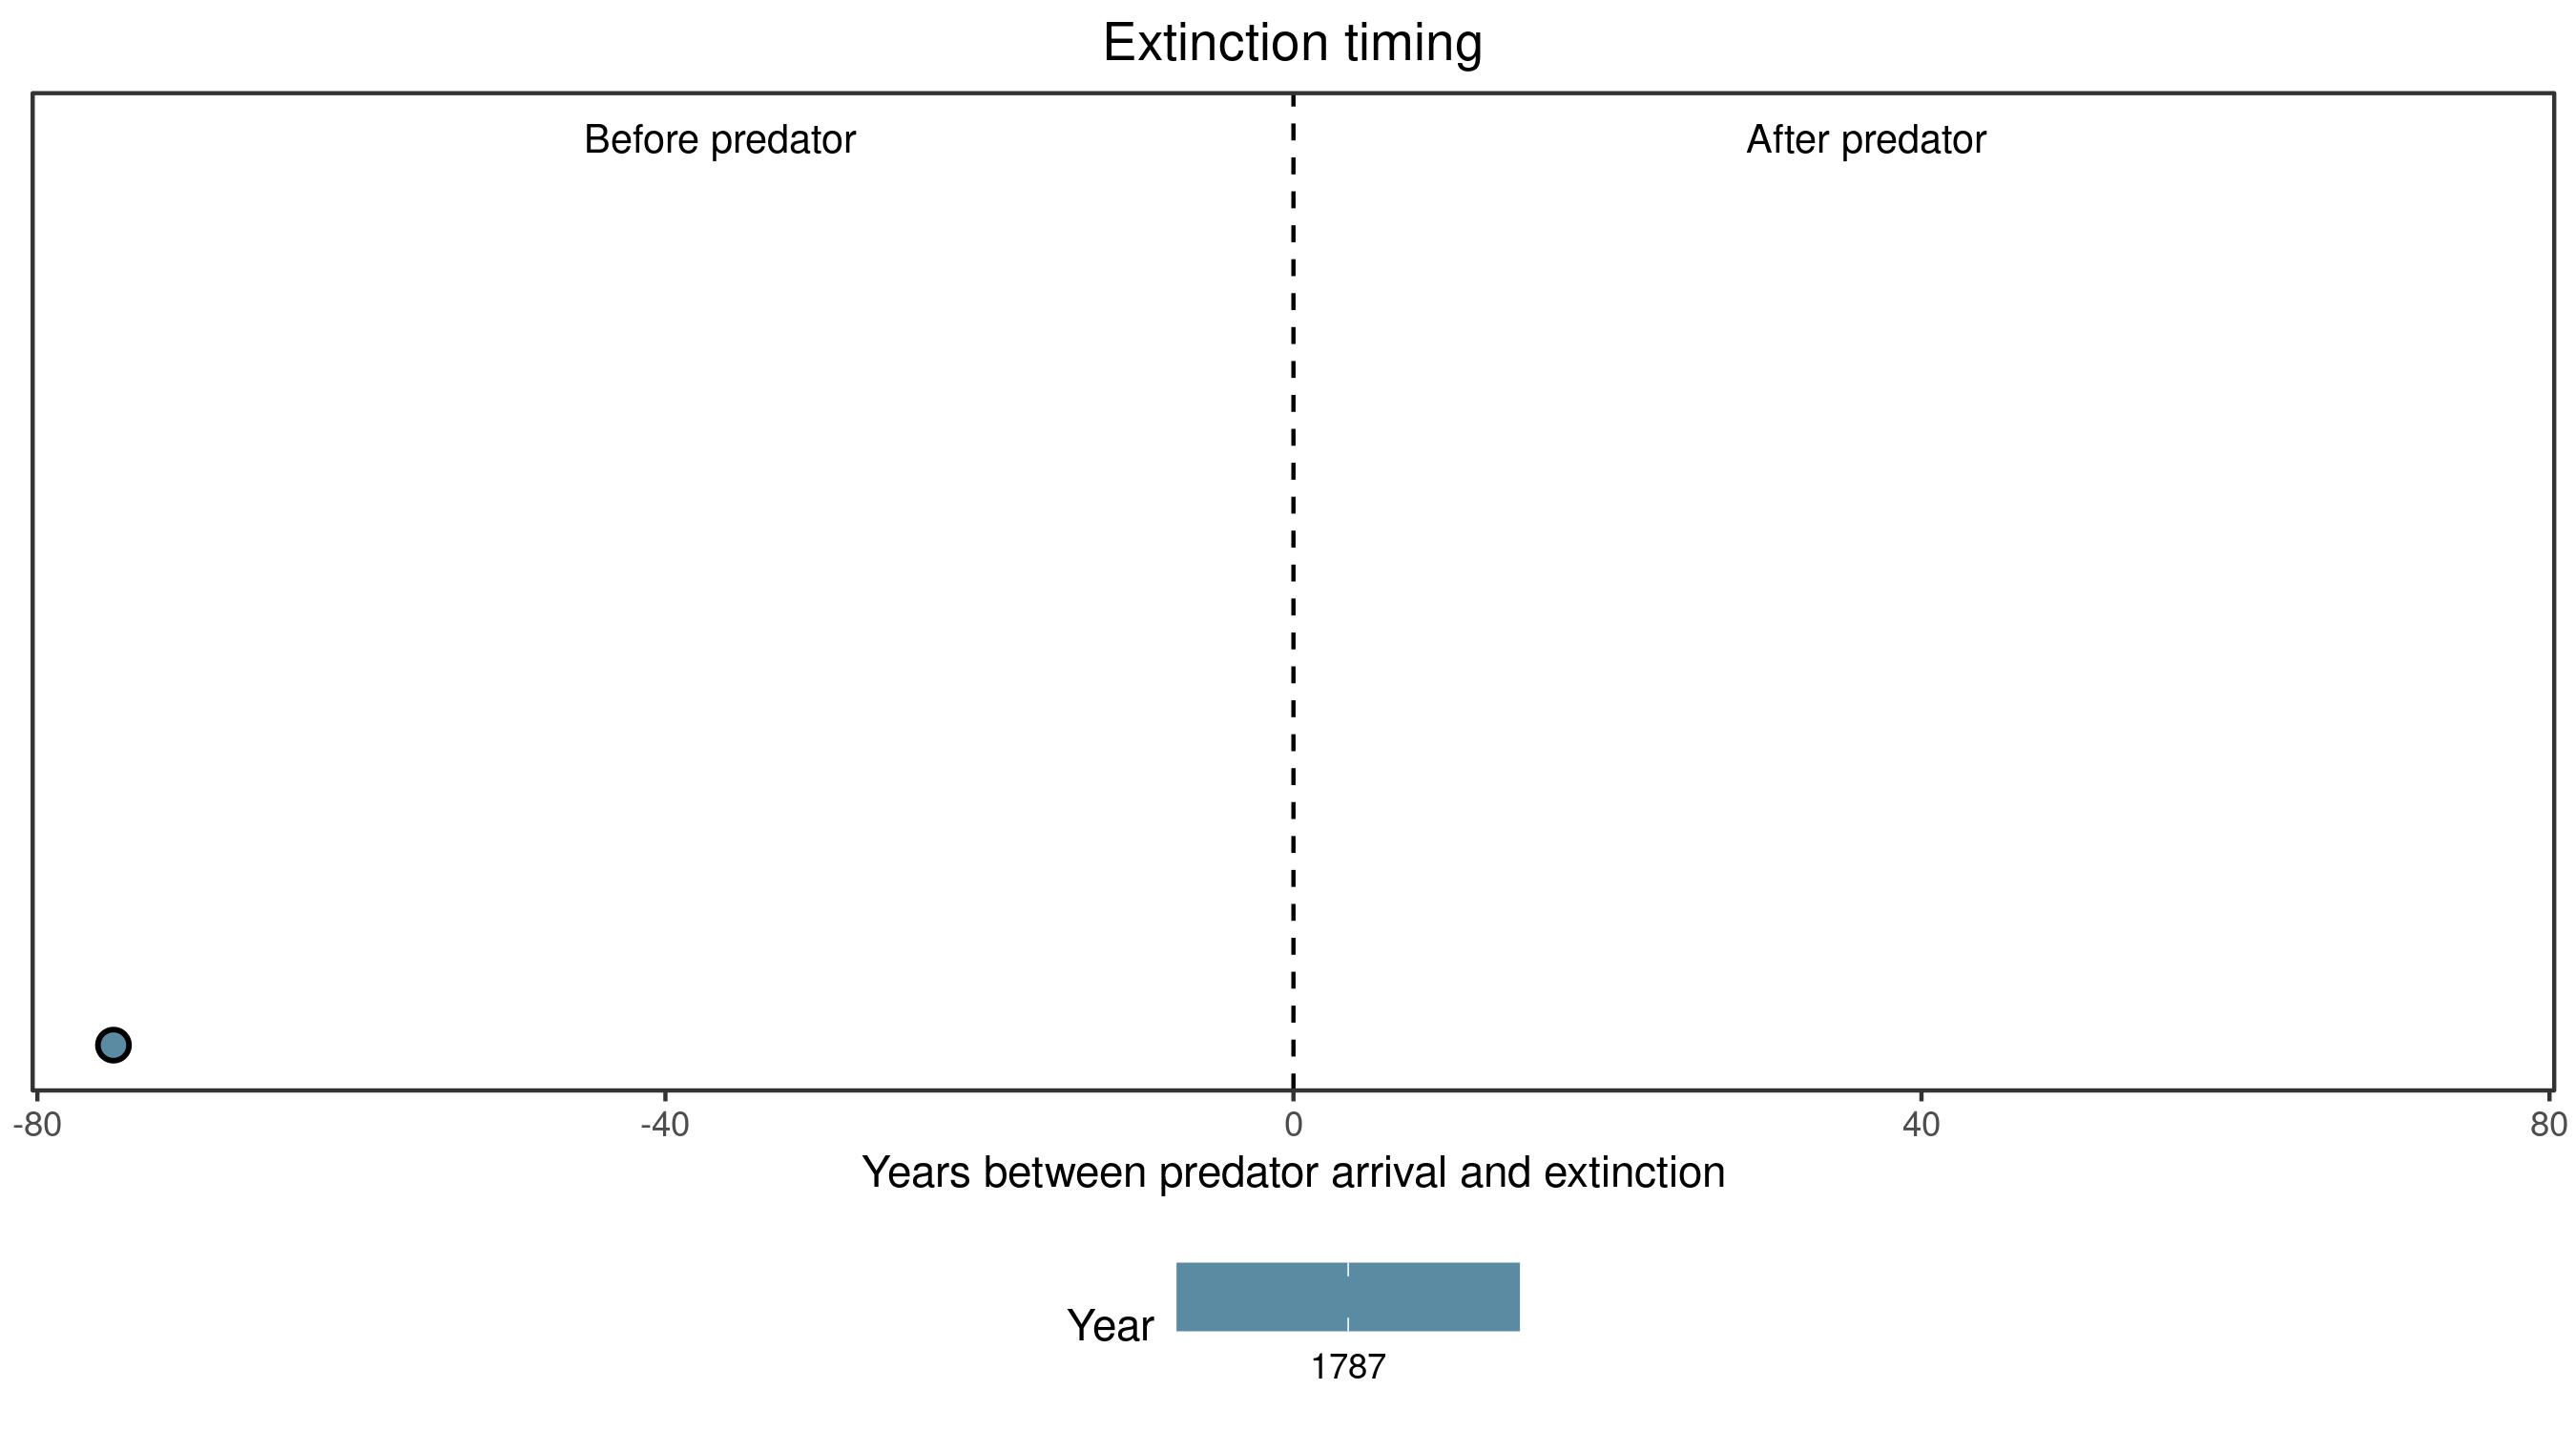 Extinction timing
Before predator
After predator
-80
-40
0
40
80
Years between predator arrival and extinction
Year
1787